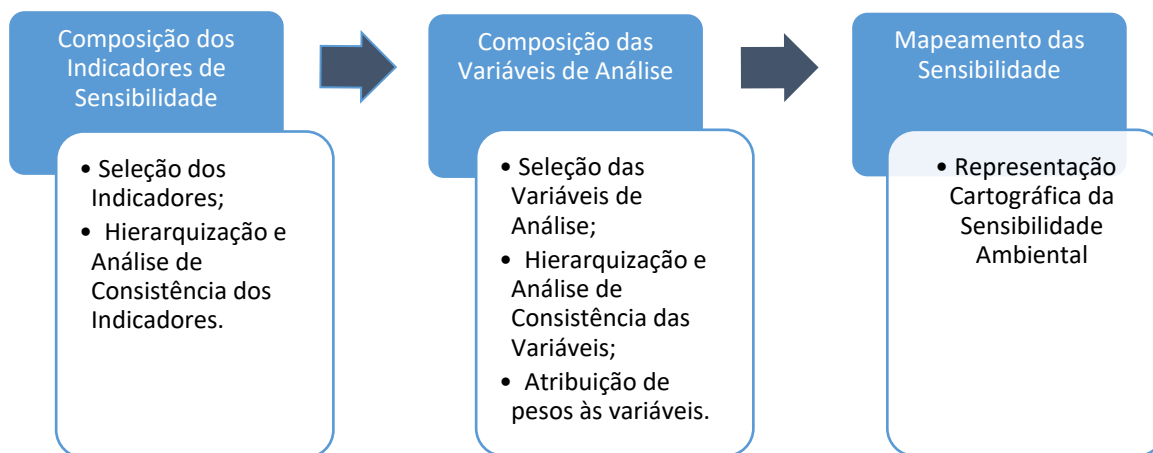 Composição dos
Indicadores de
Sensibilidade
• Seleção dos
Indicadores;
• Hierarquização e
Análise de
Consistência dos
Indicadores.
Composição das
Variáveis de Análise
• Seleção das
Variáveis de
Análise;
• Hierarquização e
Análise de
Consistência das
Variáveis;
• Atribuição de
pesos às variáveis.
Mapeamento das
Sensibilidade
• Representação
Cartográfica da
Sensibilidade
Ambiental